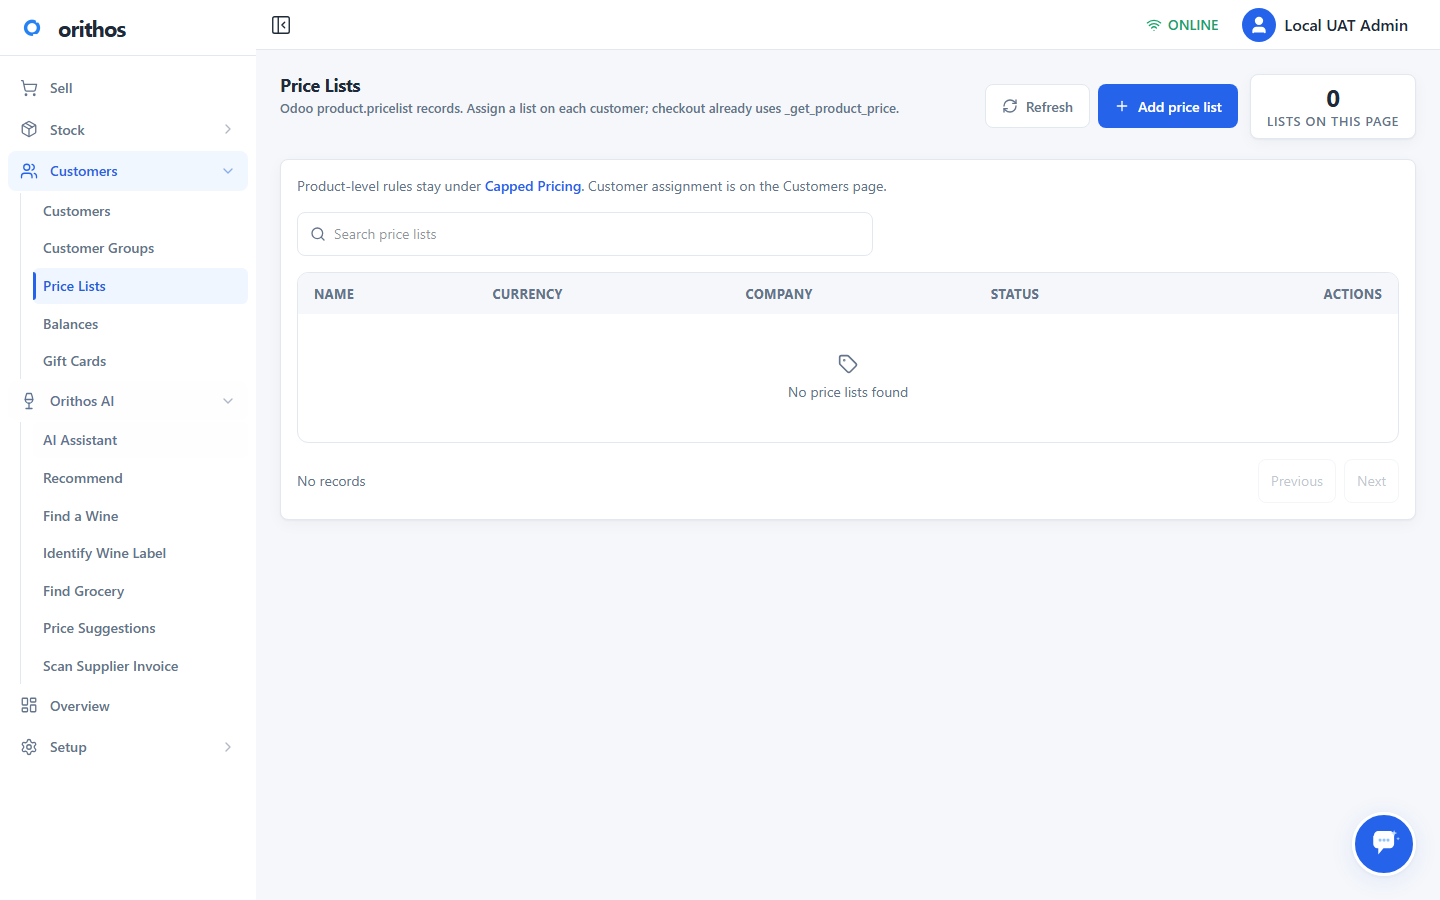 orithos
ONLINE
Local UAT Admin
Sell
Stock
Customers
Customers
Customer Groups
Price Lists
Balances
Gift Cards
Orithos AI
AI Assistant
Recommend
Find a Wine
Identify Wine Label
Find Grocery
Price Suggestions
Scan Supplier Invoice
Overview
Setup
Price Lists
Odoo product.pricelist records. Assign a list on each customer; checkout already uses _get_product_price.
Refresh
Add price list
0
LISTS ON THIS PAGE
Product-level rules stay under Capped Pricing. Customer assignment is on the Customers page.
Search price lists
NAME CURRENCY COMPANY STATUS ACTIONS
No price lists found
No records
Previous Next